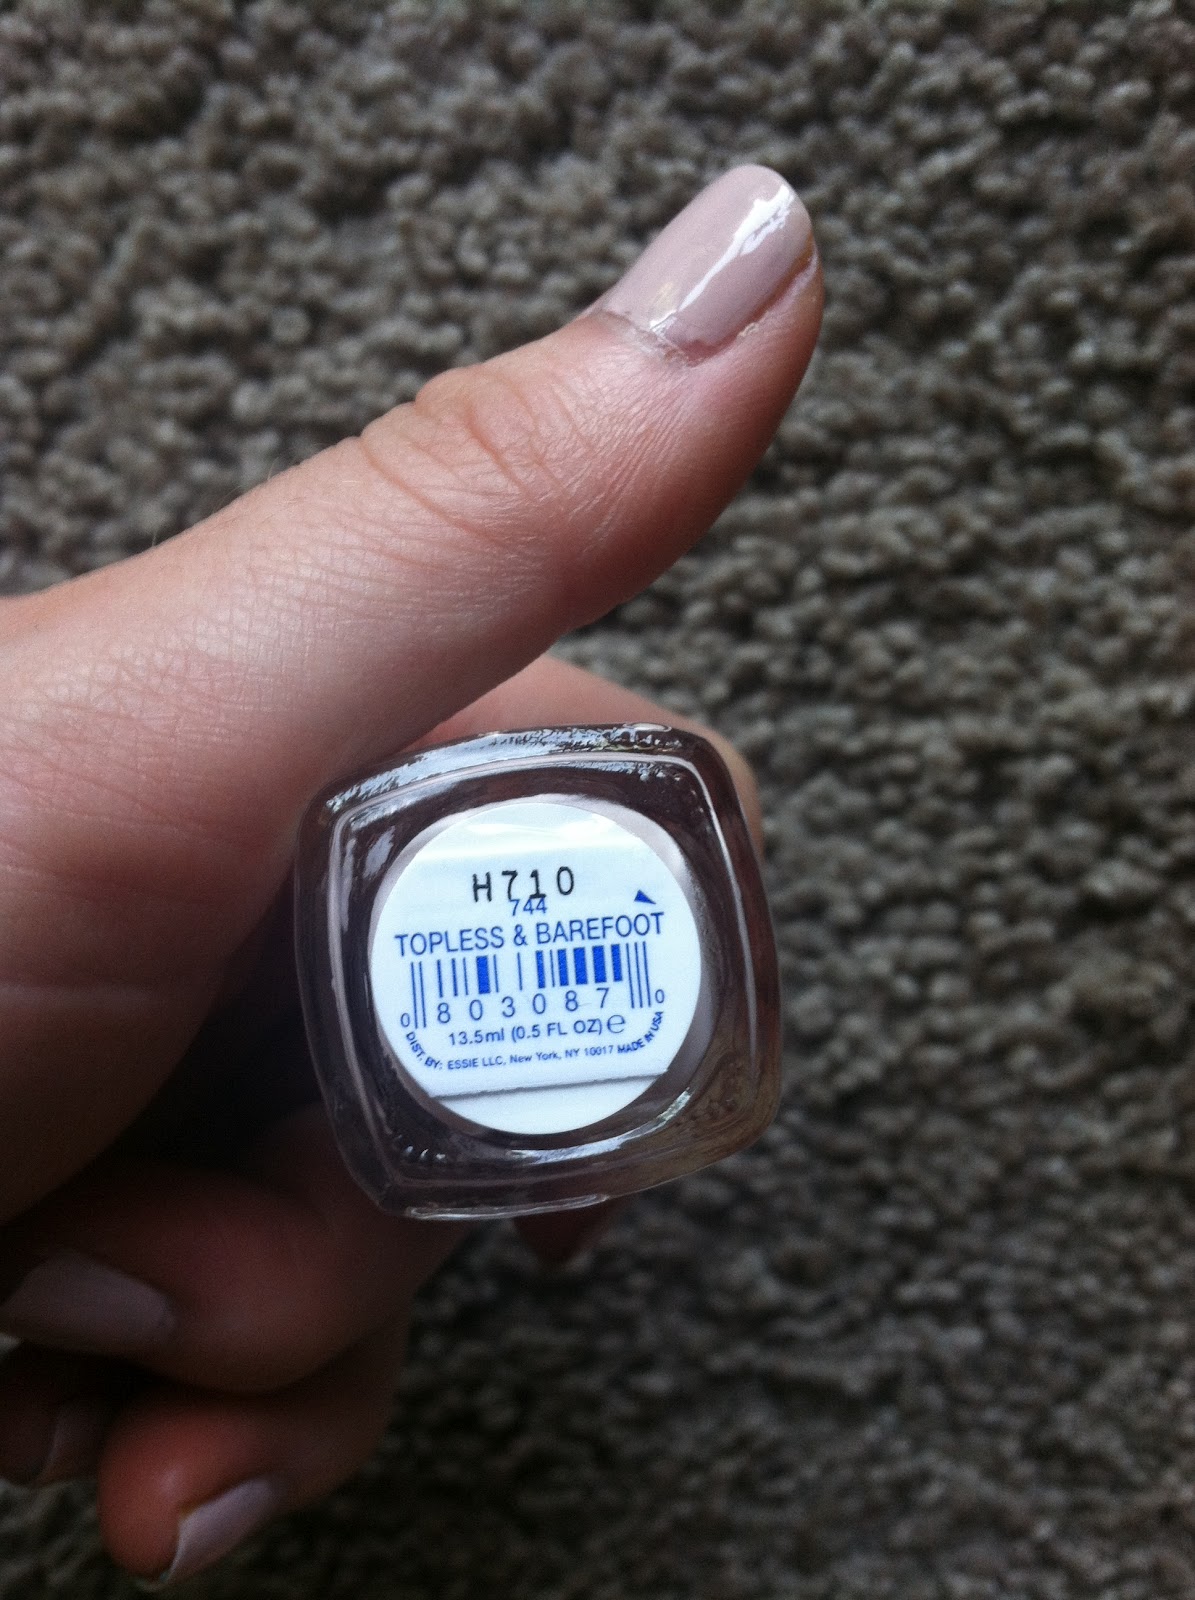 H710
744
TOPLESS & BAREFOOT
0 803087 0
13.5ml (0.5 FL OZ) e
DIST. BY: ESSIE LLC, New York, NY 10017 MADE IN USA